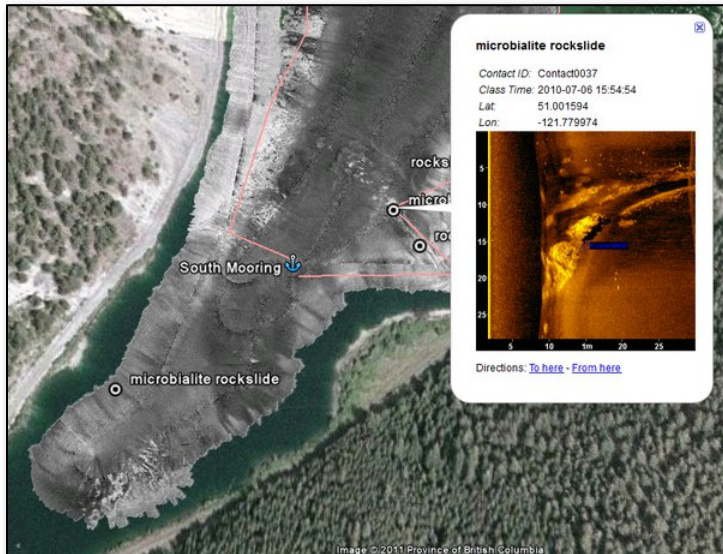 microbialite rockslide
Contact ID: Contact0037
Class Time: 2010-07-06 15:54:54
Lat: 51.001594
Lon: -121.779974
rocks
microbi
ro
South Mooring
microbialite rockslide
5
10
15
20
25
5 10 1m 20 25
Directions: To here - From here
Image © 2011 Province of British Columbia